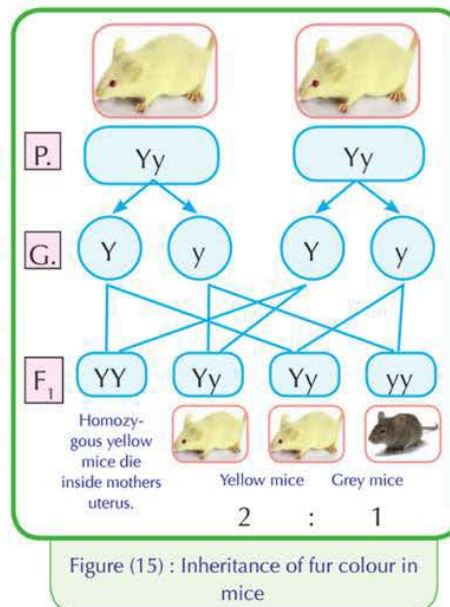 P.
Yy Yy
G.
Y y Y y
F1
YY Yy Yy yy
Homozy-
gous yellow
mice die
inside mothers
uterus.
Yellow mice Grey mice
2 : 1
Figure (15) : Inheritance of fur colour in
mice